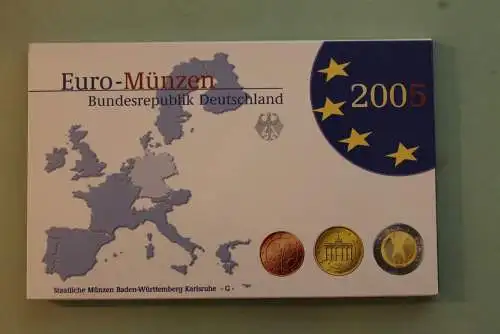 Euro-Münzen
Bundesrepublik Deutschland
2005
Staatliche Münzen Baden-Württemberg Karlsruhe - G -